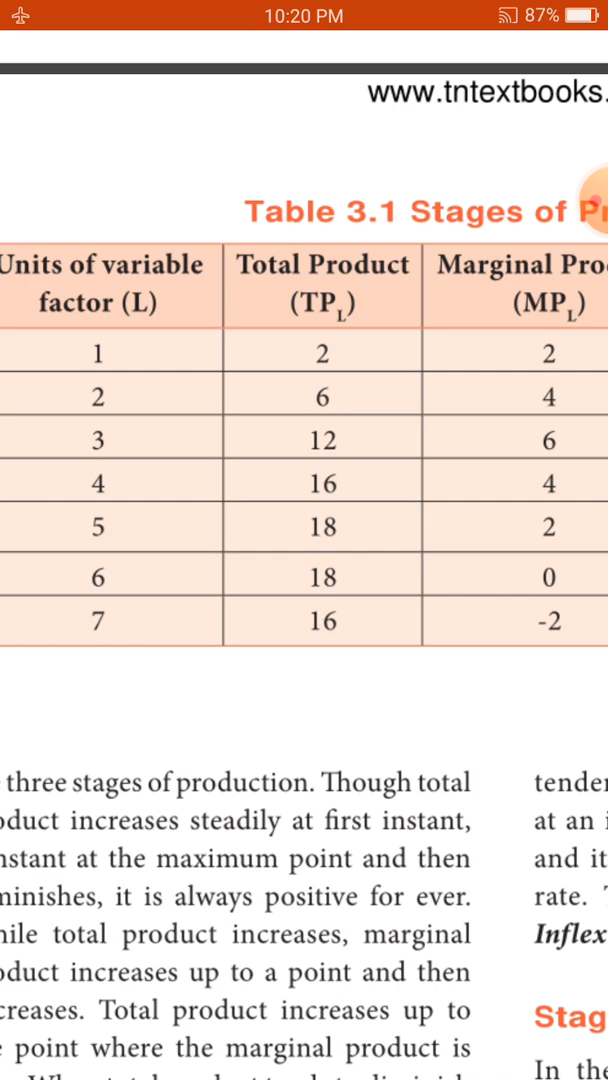 10:20 PM
87%
www.tntextbooks.
Table 3.1 Stages of Pr
Units of variable factor (L) Total Product (TP_L) Marginal Pro (MP_L)
1 2 2
2 6 4
3 12 6
4 16 4
5 18 2
6 18 0
7 16 -2
three stages of production. Though total
oduct increases steadily at first instant,
nstant at the maximum point and then
minishes, it is always positive for ever.
hile total product increases, marginal
oduct increases up to a point and then
creases. Total product increases up to
point where the marginal product is
tender
at an i
and it
rate.
Inflex
Stag
In the